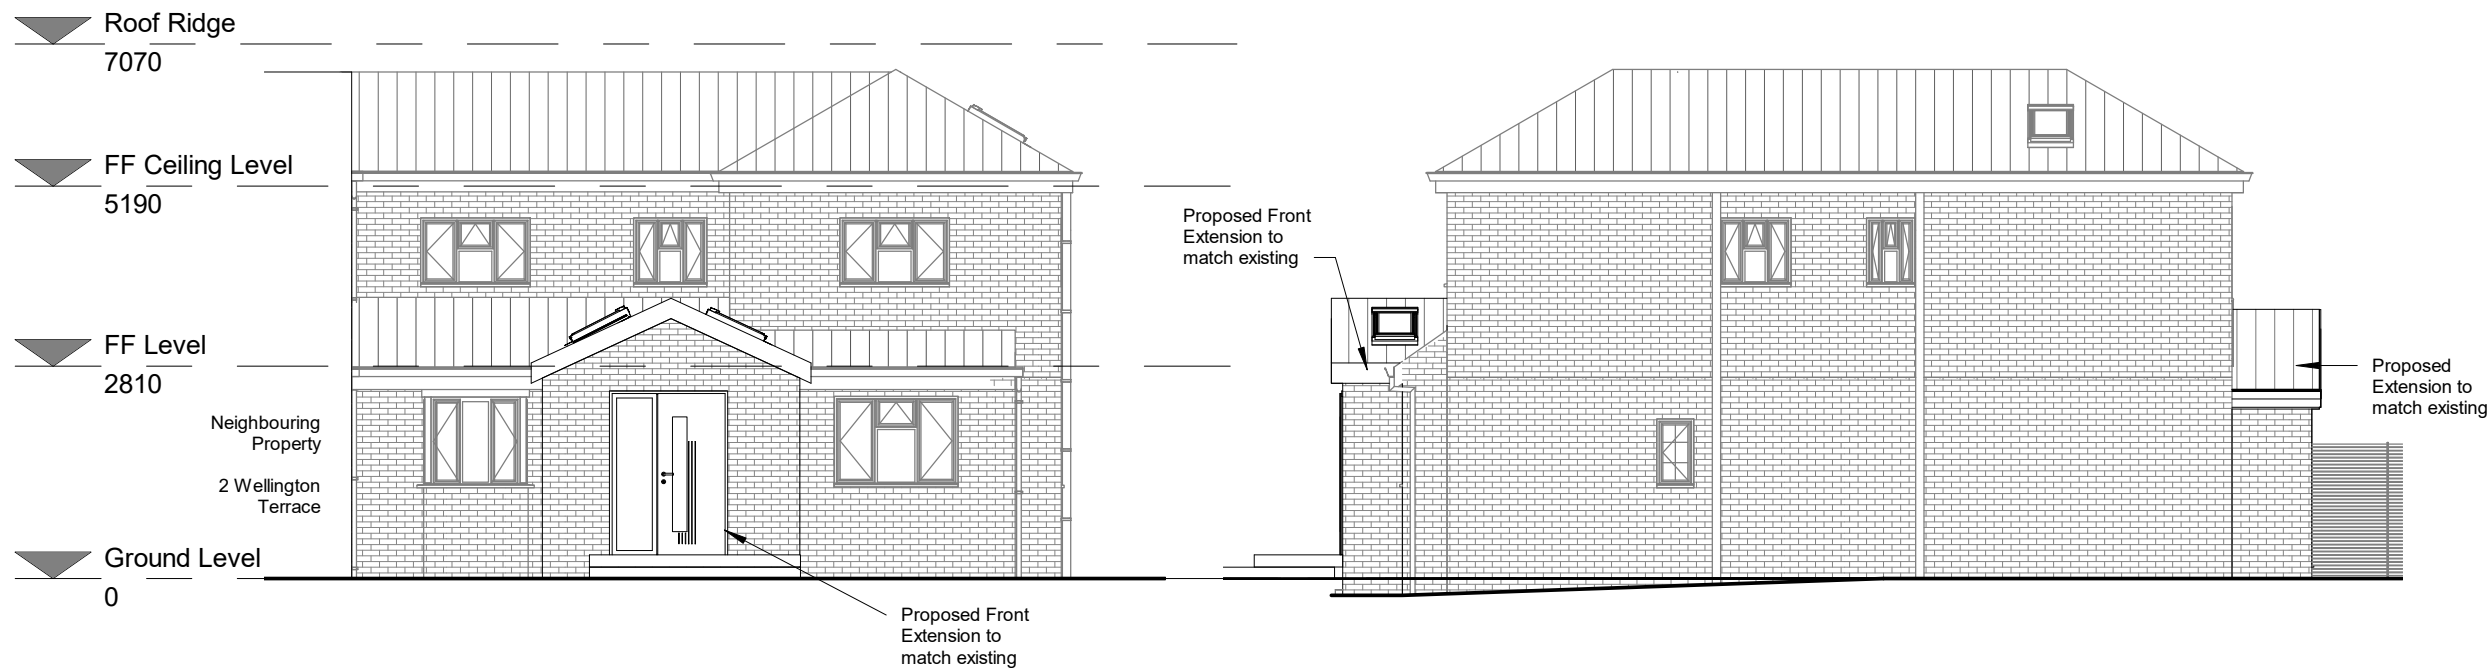 Roof Ridge
7070
FF Ceiling Level
5190
FF Level
2810
Neighbouring
Property
2 Wellington
Terrace
Ground Level
0
Proposed Front
Extension to
match existing
Proposed Front
Extension to
match existing
Proposed
Extension to
match existing